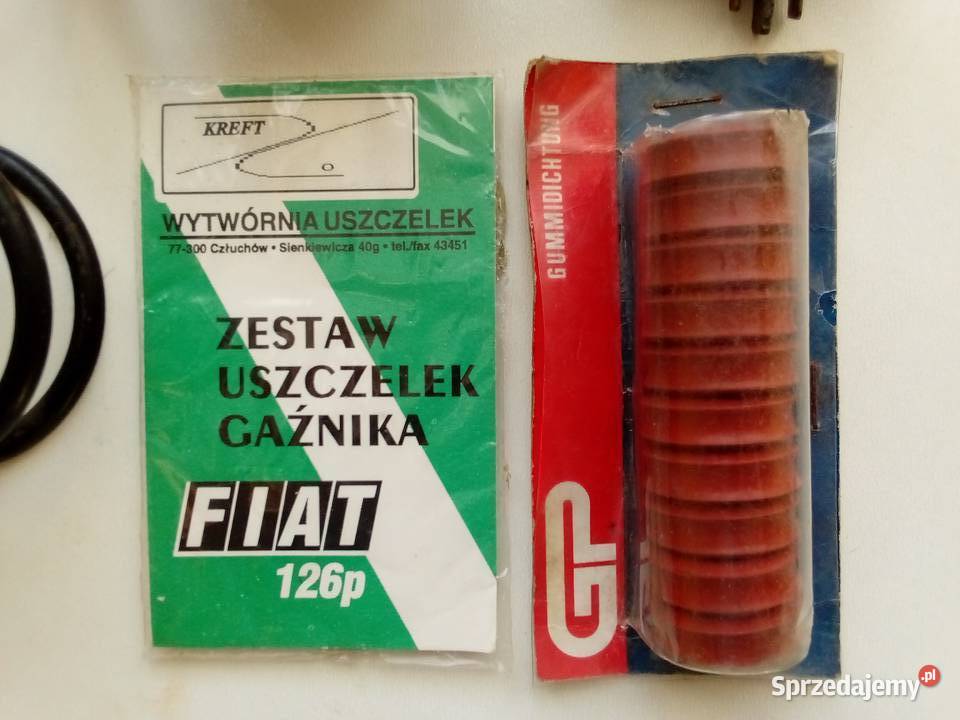 KREFT
WYTWÓRNIA USZCZELEK
77-300 Człuchów • Sienkiewicza 40g • tel./fax 43451
ZESTAW
USZCZELEK
GAŹNIKA
FIAT
126p
GUMMIDICHTUNG
GP
Sprzedajemy.pl